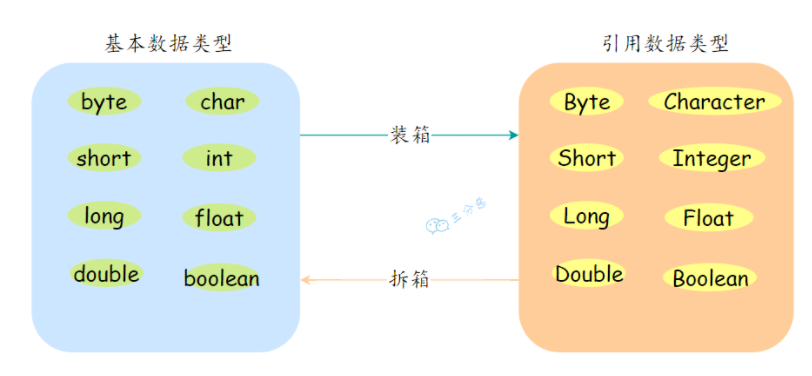 基本数据类型 引用数据类型
byte char
short int
long float
double boolean
装箱
三分恶
拆箱
Byte Character
Short Integer
Long Float
Double Boolean